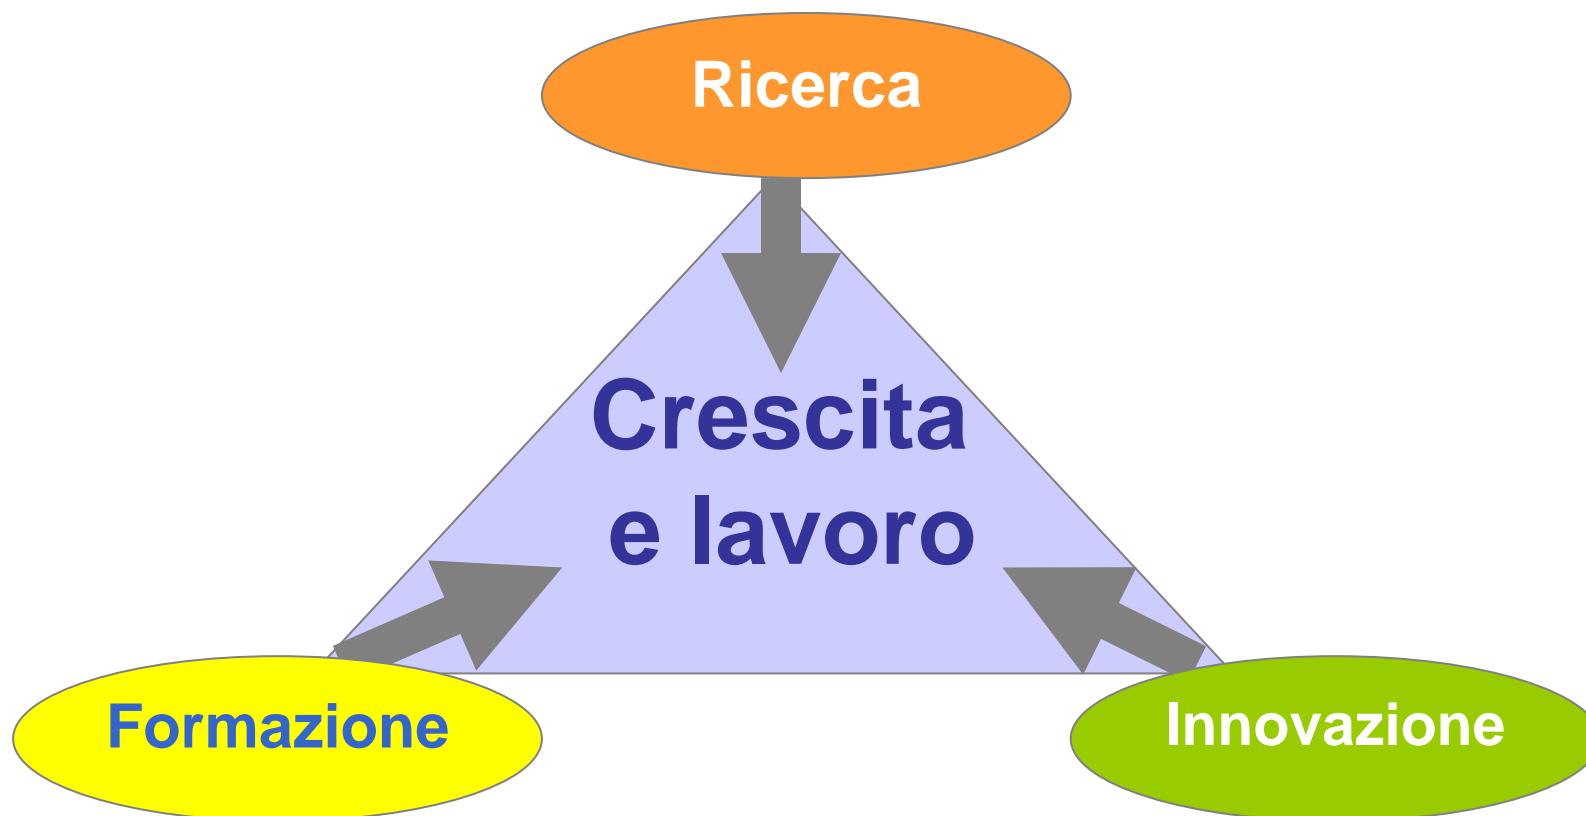 Ricerca
Crescita
e lavoro
Formazione
Innovazione